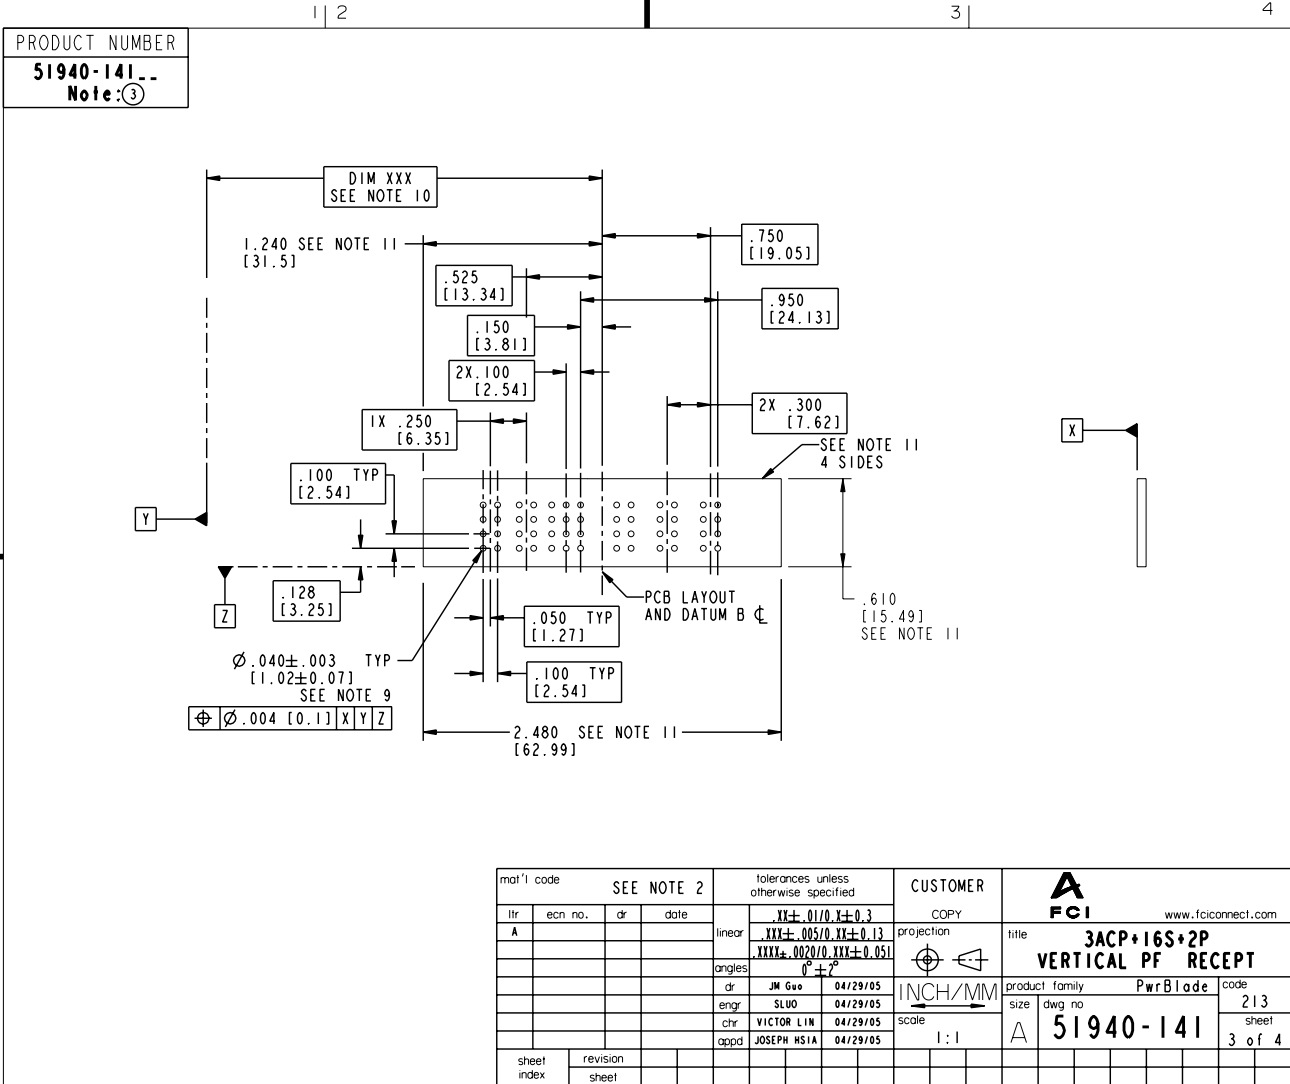 1 2 3 4
PRODUCT NUMBER
51940-141__
Note:3
DIM XXX
SEE NOTE 10
1.240 SEE NOTE 11
[31.5]
.750
[19.05]
.525
[13.34]
.950
[24.13]
.150
[3.81]
2X.100
[2.54]
2X .300
[7.62]
1X .250
[6.35]
SEE NOTE 11
4 SIDES
X
.100 TYP
[2.54]
Y
.128
[3.25]
Z
PCB LAYOUT
AND DATUM B ℄
.610
[15.49]
SEE NOTE 11
.050 TYP
[1.27]
Ø.040±.003 TYP
[1.02±0.07]
SEE NOTE 9
⌖ Ø.004 [0.1] X Y Z
.100 TYP
[2.54]
2.480 SEE NOTE 11
[62.99]
mat'l code SEE NOTE 2
tolerances unless
otherwise specified
CUSTOMER
COPY
FCI
www.fciconnect.com
ltr ecn no. dr date
A
linear
.XX±.01/0.X±0.3
.XXX±.005/0.XX±0.13
.XXXX±.0020/0.XXX±0.051
angles 0°±2°
projection
title
3ACP+16S+2P
VERTICAL PF RECEPT
dr JM Guo 04/29/05
engr SLUO 04/29/05
chr VICTOR LIN 04/29/05
appd JOSEPH HSIA 04/29/05
INCH/MM
scale
1:1
product family PwrBlade
code
213
size
A
dwg no
51940-141
sheet
3 of 4
sheet
index
revision
sheet